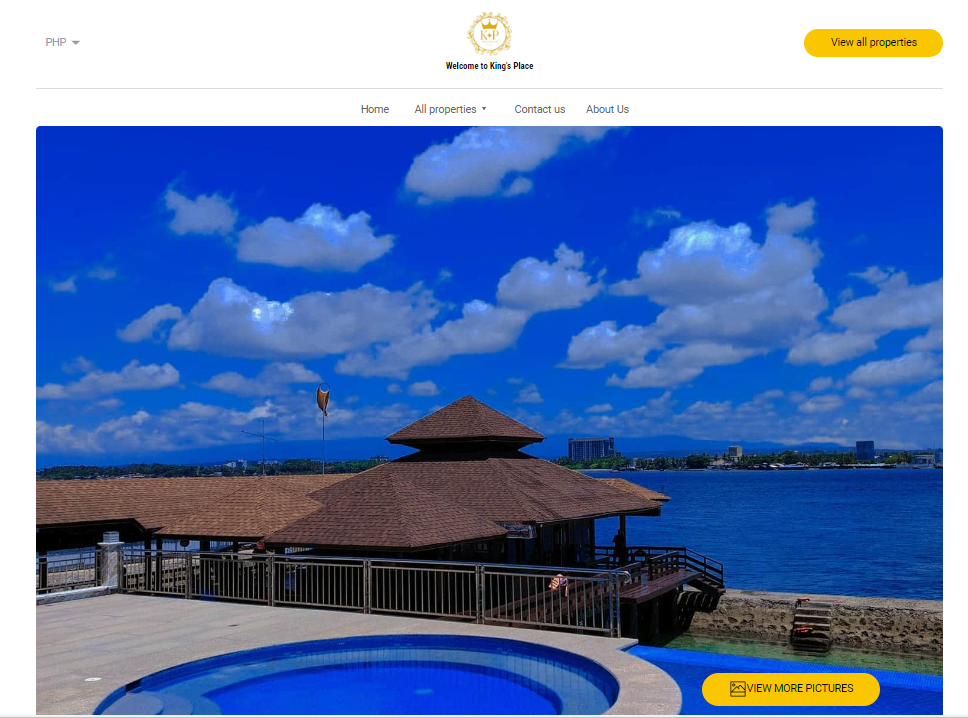 PHP
K P
Welcome to King's Place
View all properties
Home
All properties
Contact us
About Us
VIEW MORE PICTURES